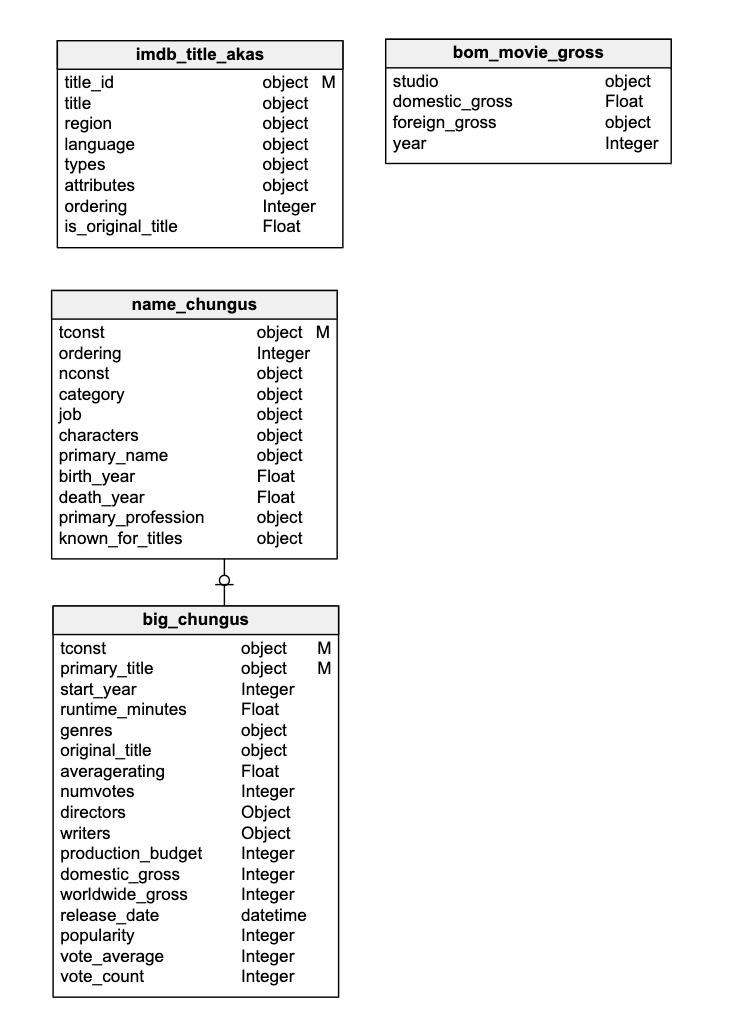 imdb_title_akas
title_id object M
title object
region object
language object
types object
attributes object
ordering Integer
is_original_title Float
bom_movie_gross
studio object
domestic_gross Float
foreign_gross object
year Integer
name_chungus
tconst object M
ordering Integer
nconst object
category object
job object
characters object
primary_name object
birth_year Float
death_year Float
primary_profession object
known_for_titles object
big_chungus
tconst object M
primary_title object M
start_year Integer
runtime_minutes Float
genres object
original_title object
averagerating Float
numvotes Integer
directors Object
writers Object
production_budget Integer
domestic_gross Integer
worldwide_gross Integer
release_date datetime
popularity Integer
vote_average Integer
vote_count Integer